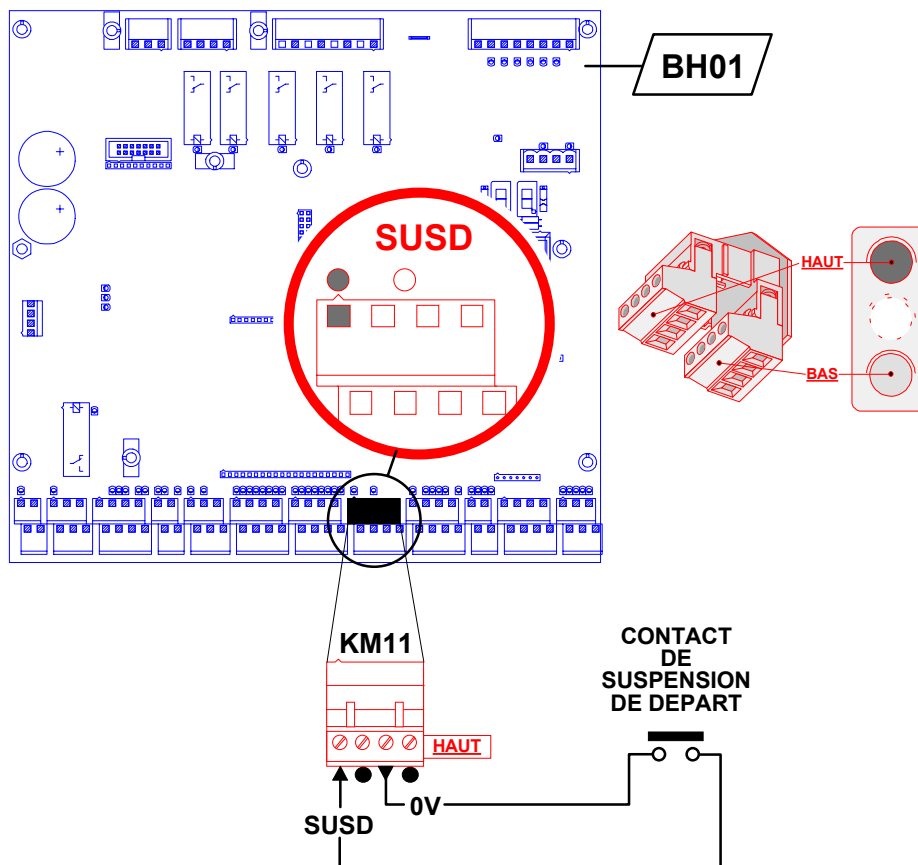 BH01
SUSD
HAUT
BAS
KM11
CONTACT
DE
SUSPENSION
DE DEPART
HAUT
0V
SUSD